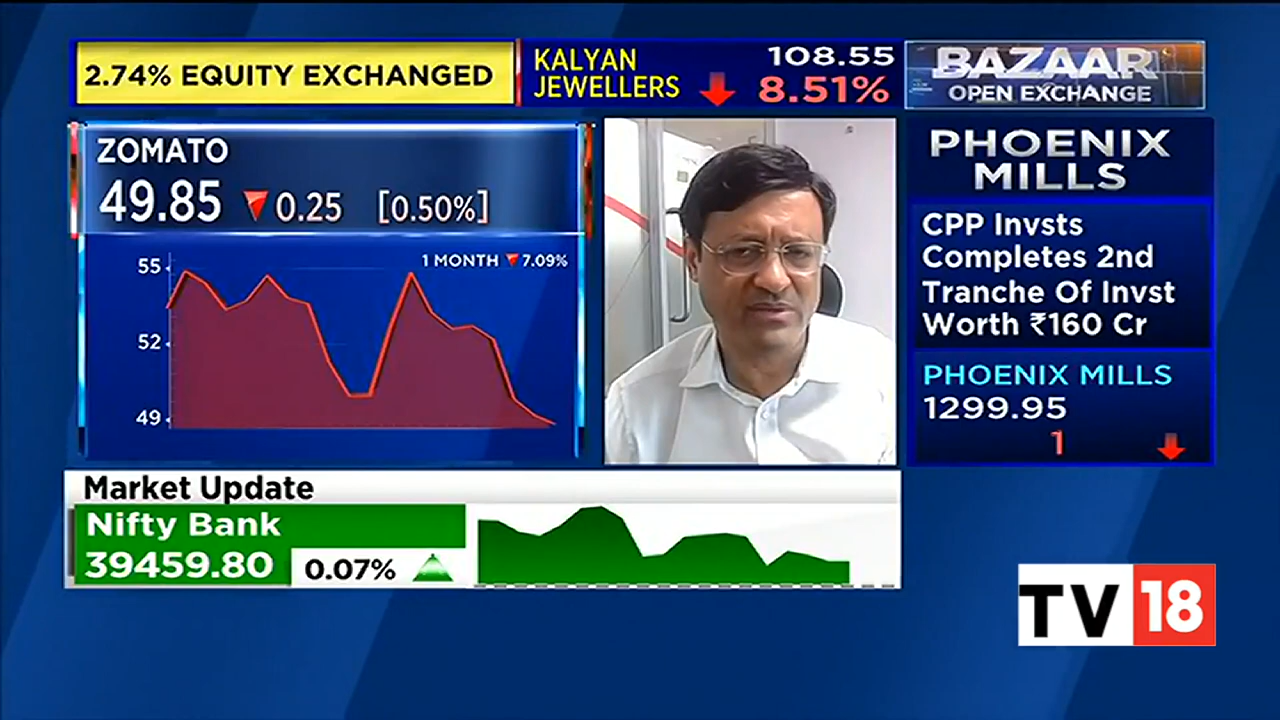 2.74% EQUITY EXCHANGED
KALYAN
JEWELLERS
108.55
8.51%
BAZAAR
OPEN EXCHANGE
ZOMATO
49.85 0.25 [0.50%]
1 MONTH 7.09%
55
52
49
PHOENIX
MILLS
CPP Invsts
Completes 2nd
Tranche Of Invst
Worth ₹160 Cr
PHOENIX MILLS
1299.95
1
Market Update
Nifty Bank
39459.80 0.07%
TV18